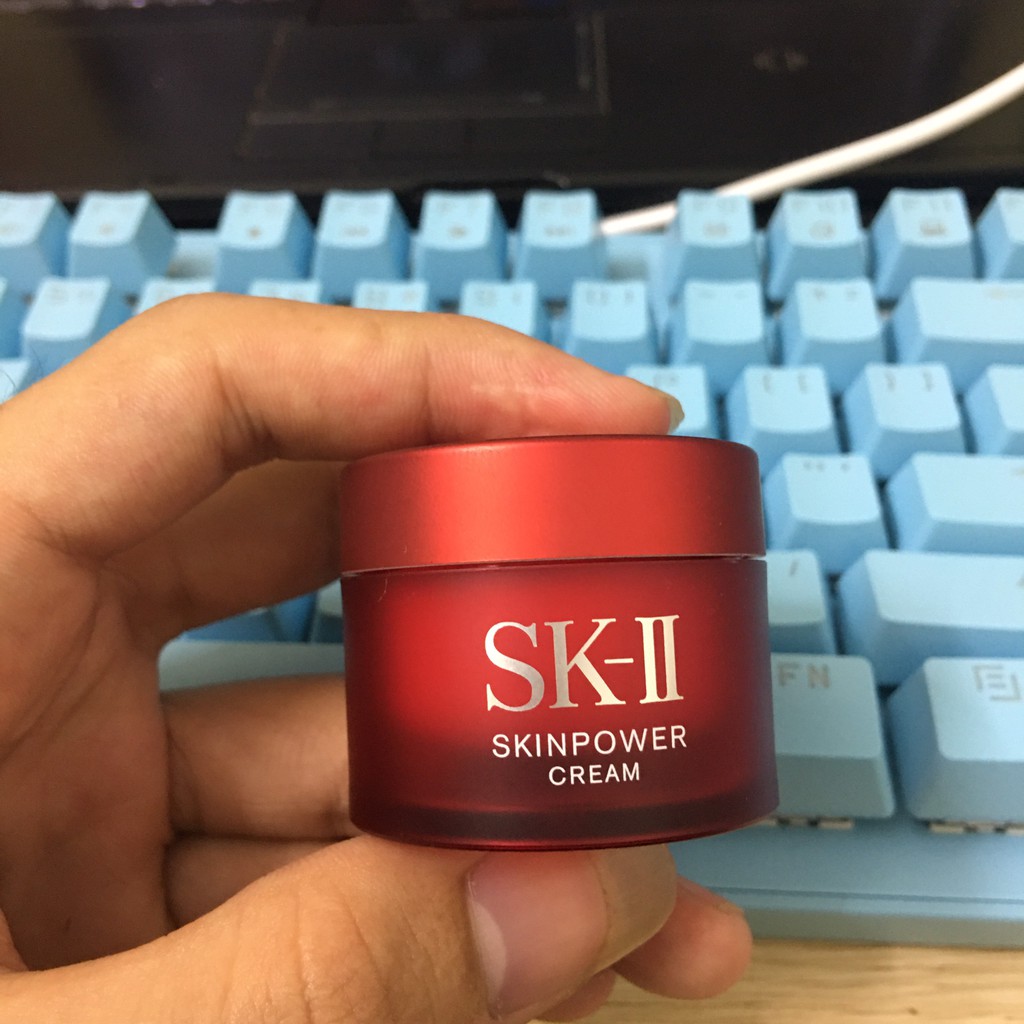 { [
} ]
FN
SK-II
SKINPOWER
CREAM